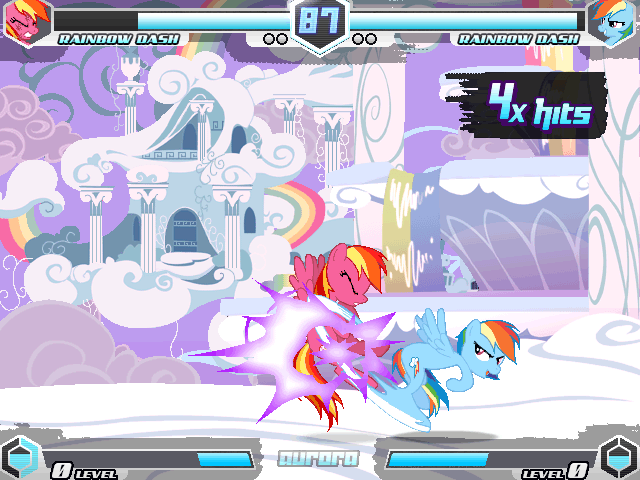 87
RAINBOW DASH
RAINBOW DASH
4x hits
0 LEVEL
aurora
LEVEL 0